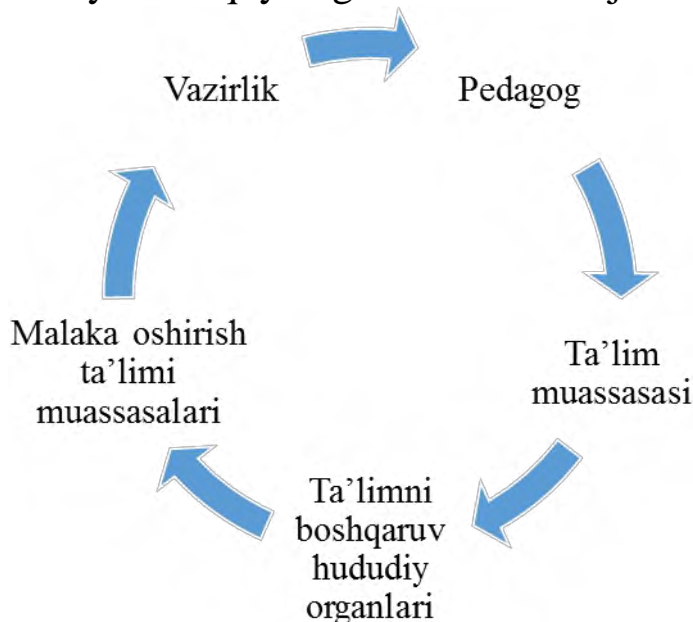 Vazirlik
Pedagog
Ta’lim
muassasasi
Ta’limni
boshqaruv
hududiy
organlari
Malaka oshirish
ta’limi
muassasalari